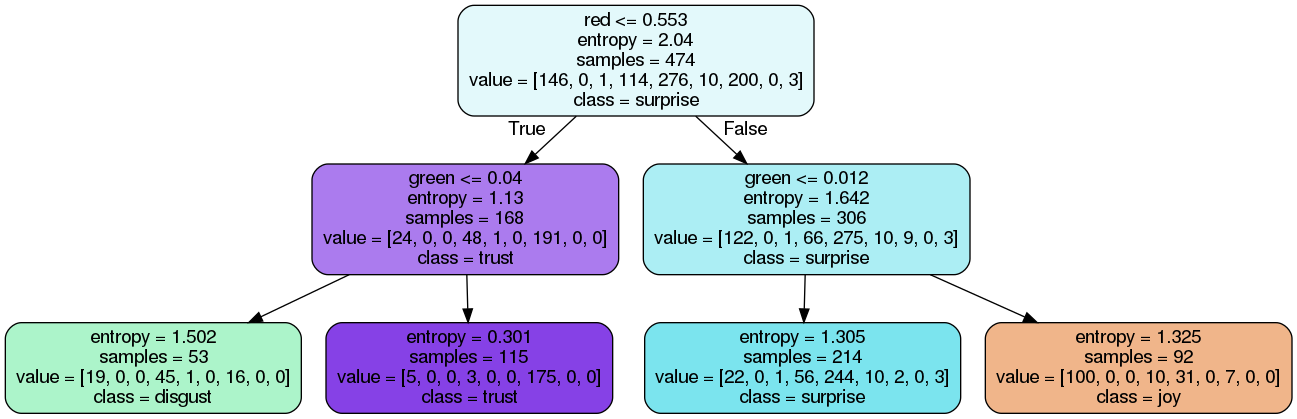 red <= 0.553
entropy = 2.04
samples = 474
value = [146, 0, 1, 114, 276, 10, 200, 0, 3]
class = surprise
True
False
green <= 0.04
entropy = 1.13
samples = 168
value = [24, 0, 0, 48, 1, 0, 191, 0, 0]
class = trust
green <= 0.012
entropy = 1.642
samples = 306
value = [122, 0, 1, 66, 275, 10, 9, 0, 3]
class = surprise
entropy = 1.502
samples = 53
value = [19, 0, 0, 45, 1, 0, 16, 0, 0]
class = disgust
entropy = 0.301
samples = 115
value = [5, 0, 0, 3, 0, 0, 175, 0, 0]
class = trust
entropy = 1.305
samples = 214
value = [22, 0, 1, 56, 244, 10, 2, 0, 3]
class = surprise
entropy = 1.325
samples = 92
value = [100, 0, 0, 10, 31, 0, 7, 0, 0]
class = joy